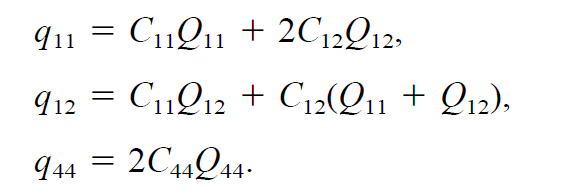 q₁₁ = C₁₁Q₁₁ + 2C₁₂Q₁₂,
q₁₂ = C₁₁Q₁₂ + C₁₂(Q₁₁ + Q₁₂),
q₄₄ = 2C₄₄Q₄₄.